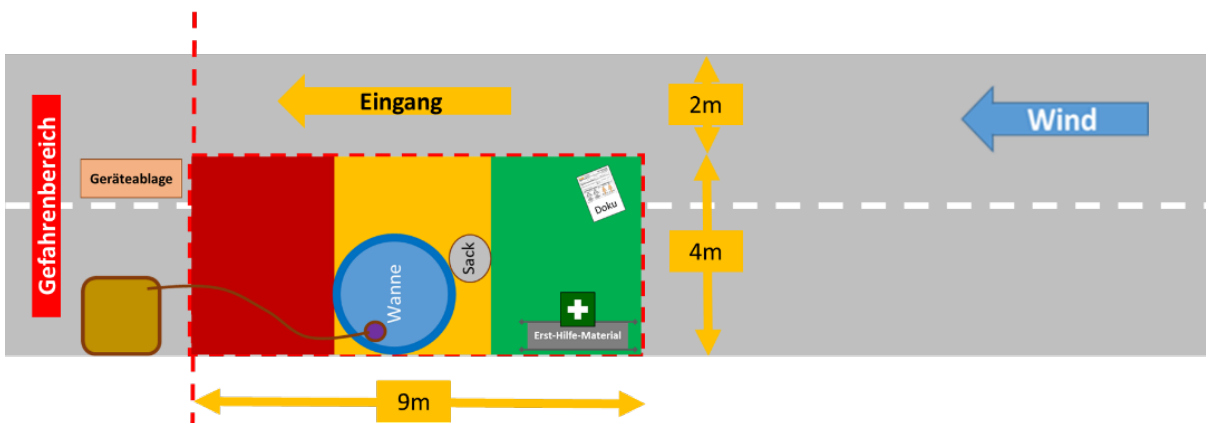 Eingang
2m
Wind
Gefahrenbereich
Geräteablage
Doku
4m
Sack
Wanne
Erst-Hilfe-Material
9m